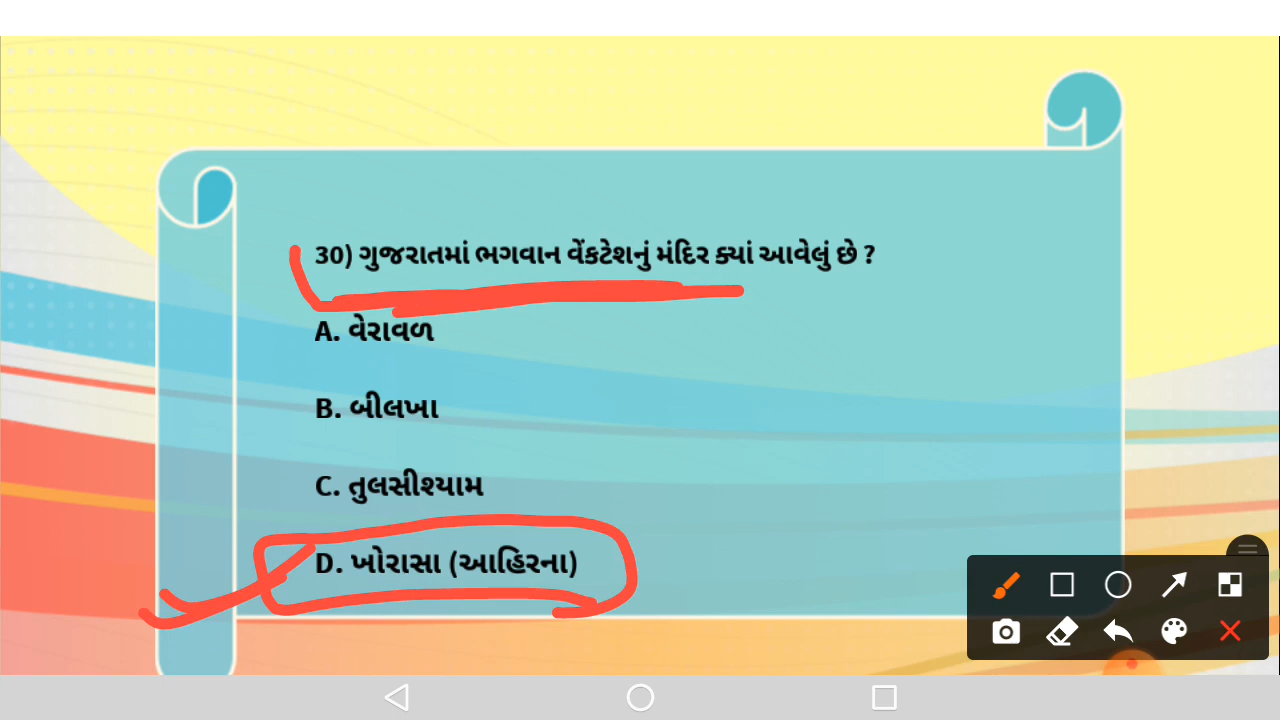 30) ગુજરાતમાં ભગવાન વેંકટેશનું મંદિર ક્યાં આવેલું છે ?
A. વેરાવળ
B. બીલખા
C. તુલસીશ્યામ
D. ખોરાસા (આહિરના)